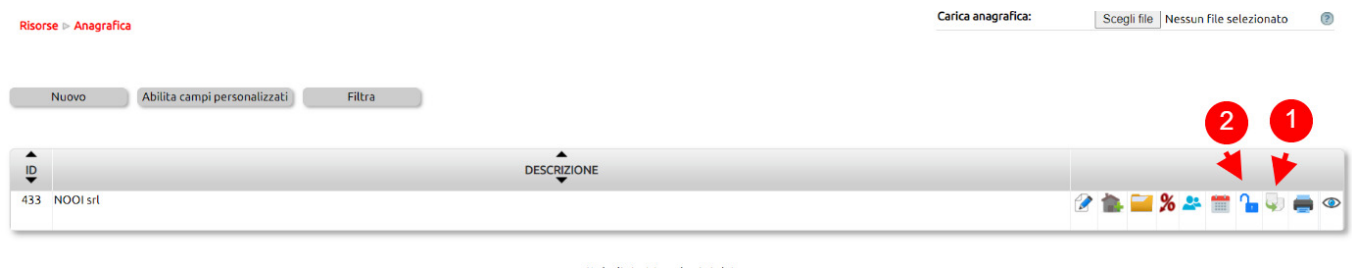 Risorse ▷ Anagrafica
Carica anagrafica: Scegli file Nessun file selezionato ?
Nuovo Abilita campi personalizzati Filtra
2 1
ID DESCRIZIONE
433 NOOI srl %